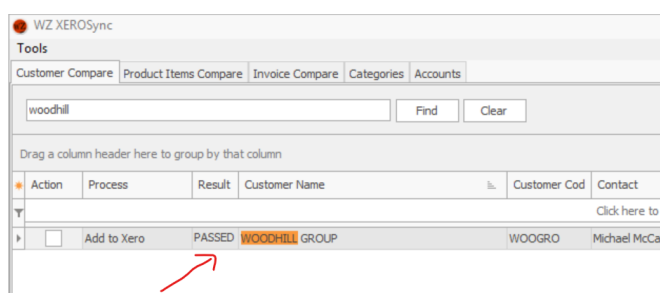 WZ XEROSync
Tools
Customer Compare Product Items Compare Invoice Compare Categories Accounts
woodhill Find Clear
Drag a column header here to group by that column
Action Process Result Customer Name Customer Cod Contact
Click here to
Add to Xero PASSED WOODHILL GROUP WOOGRO Michael McCa